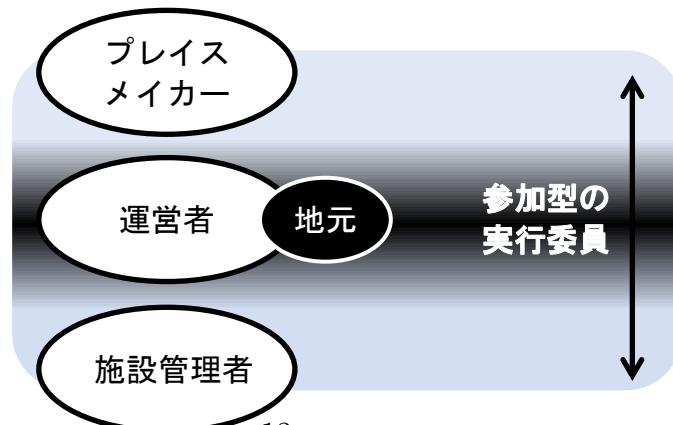 プレイス
メイカー
運営者
地元
参加型の
実行委員
施設管理者